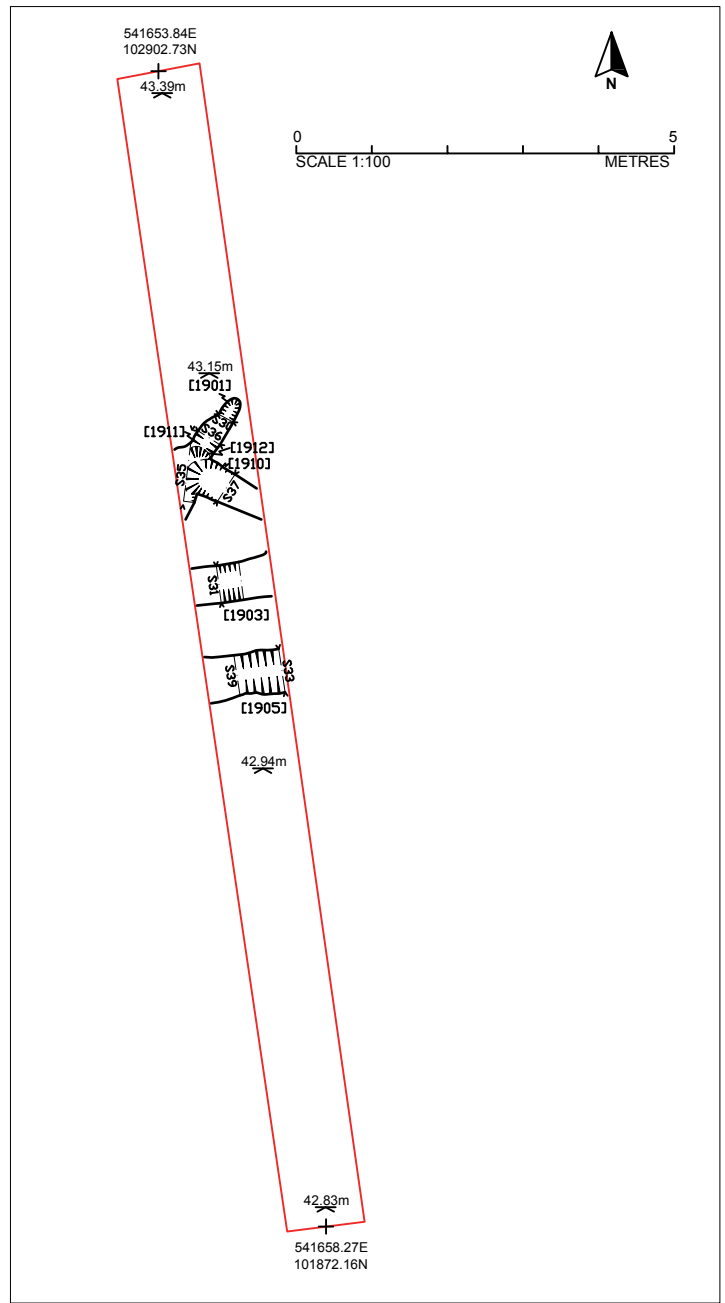 541653.84E
102902.73N
43.39m
N
0
5
SCALE 1:100
METRES
43.15m
[1901]
[1911]
S36
[1912]
[1910]
S35
S37
S31
[1903]
S39
S33
[1905]
42.94m
42.83m
541658.27E
101872.16N